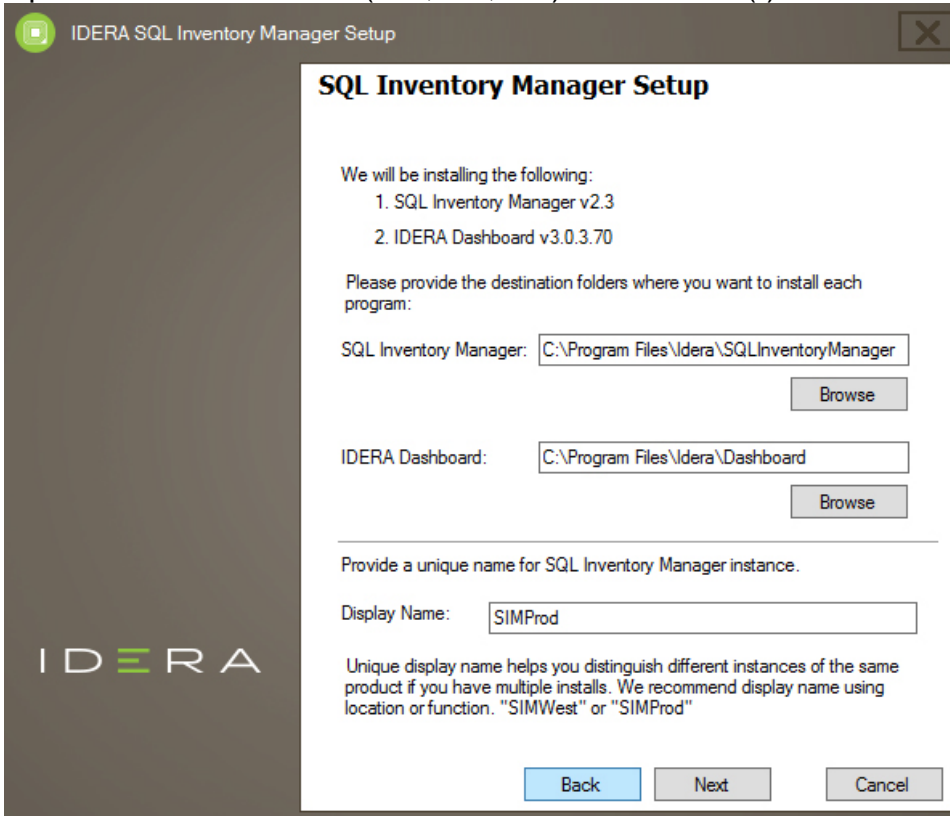 IDERA SQL Inventory Manager Setup
SQL Inventory Manager Setup
We will be installing the following:
1. SQL Inventory Manager v2.3
2. IDERA Dashboard v3.0.3.70
Please provide the destination folders where you want to install each
program:
SQL Inventory Manager: C:\Program Files\Idera\SQLInventoryManager
Browse
IDERA Dashboard: C:\Program Files\Idera\Dashboard
Browse
Provide a unique name for SQL Inventory Manager instance.
Display Name: SIMProd
IDERA
Unique display name helps you distinguish different instances of the same
product if you have multiple installs. We recommend display name using
location or function. "SIMWest" or "SIMProd"
Back Next Cancel